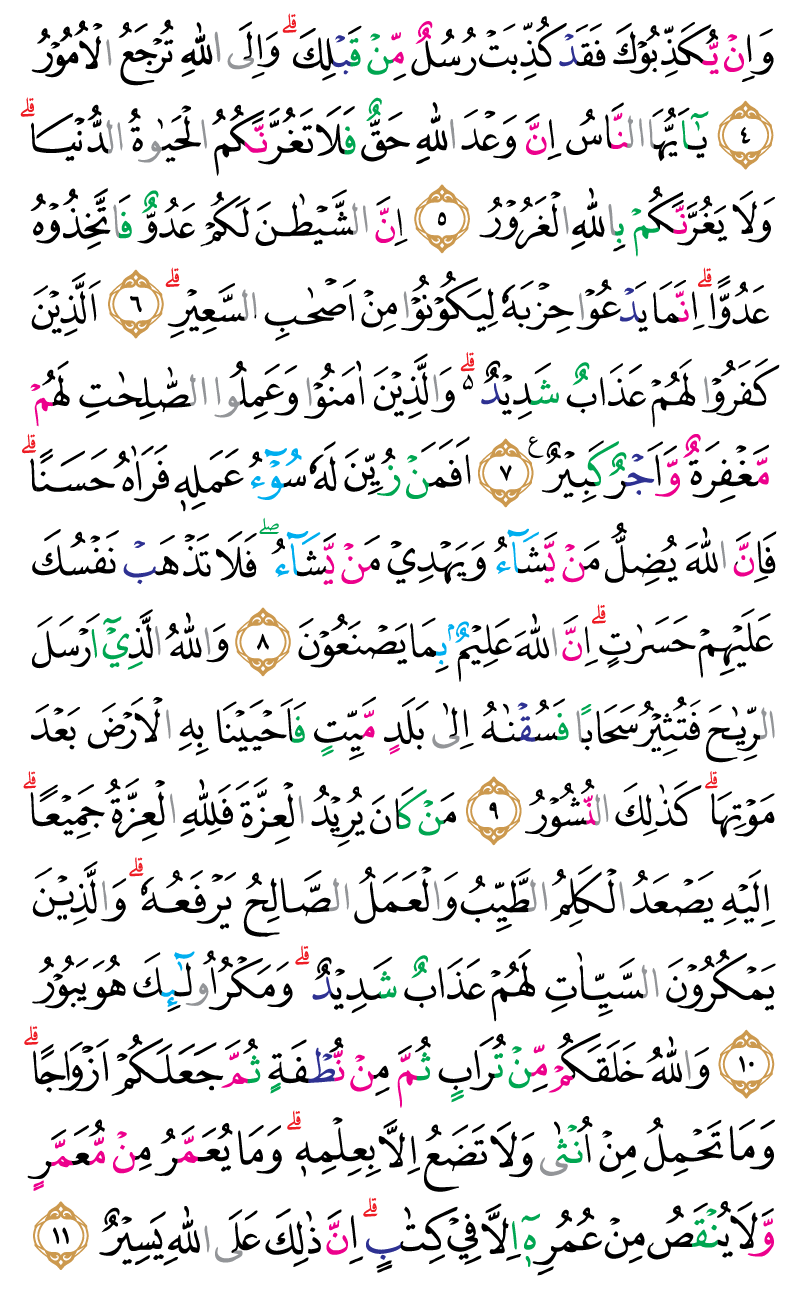 وَاِنْ يُّكَذِّبُوْكَ فَقَدْ كُذِّبَتْ رُسُلٌ مِّنْ قَبْلِكَ ۗ وَاِلَى اللّٰهِ تُرْجَعُ الْاُمُوْرُ
٤ يٰٓاَيُّهَا النَّاسُ اِنَّ وَعْدَ اللّٰهِ حَقٌّ فَلَا تَغُرَّنَّكُمُ الْحَيٰوةُ الدُّنْيَا ۗ
وَلَا يَغُرَّنَّكُمْ بِاللّٰهِ الْغَرُوْرُ ٥ اِنَّ الشَّيْطٰنَ لَكُمْ عَدُوٌّ فَاتَّخِذُوْهُ
عَدُوًّا ۗ اِنَّمَا يَدْعُوْا حِزْبَهٗ لِيَكُوْنُوْا مِنْ اَصْحٰبِ السَّعِيْرِ ۗ ٦ اَلَّذِيْنَ
كَفَرُوْا لَهُمْ عَذَابٌ شَدِيْدٌ ۗ ە وَالَّذِيْنَ اٰمَنُوْا وَعَمِلُوا الصّٰلِحٰتِ لَهُمْ
مَّغْفِرَةٌ وَّاَجْرٌ كَبِيْرٌ ࣖ ٧ اَفَمَنْ زُيِّنَ لَهٗ سُوْۤءُ عَمَلِهٖ فَرَاٰهُ حَسَنًا ۗ
فَاِنَّ اللّٰهَ يُضِلُّ مَنْ يَّشَاۤءُ وَيَهْدِيْ مَنْ يَّشَاۤءُ ۖ فَلَا تَذْهَبْ نَفْسُكَ
عَلَيْهِمْ حَسَرٰتٍ ۗ اِنَّ اللّٰهَ عَلِيْمٌ ۢبِمَا يَصْنَعُوْنَ ٨ وَاللّٰهُ الَّذِيْٓ اَرْسَلَ
الرِّيٰحَ فَتُثِيْرُ سَحَابًا فَسُقْنٰهُ اِلٰى بَلَدٍ مَّيِّتٍ فَاَحْيَيْنَا بِهِ الْاَرْضَ بَعْدَ
مَوْتِهَا ۗ كَذٰلِكَ النُّشُوْرُ ٩ مَنْ كَانَ يُرِيْدُ الْعِزَّةَ فَلِلّٰهِ الْعِزَّةُ جَمِيْعًا ۗ
اِلَيْهِ يَصْعَدُ الْكَلِمُ الطَّيِّبُ وَالْعَمَلُ الصَّالِحُ يَرْفَعُهٗ ۗ وَالَّذِيْنَ
يَمْكُرُوْنَ السَّيِّاٰتِ لَهُمْ عَذَابٌ شَدِيْدٌ ۗ وَمَكْرُ اُولٰۤىِٕكَ هُوَ يَبُوْرُ
١٠ وَاللّٰهُ خَلَقَكُمْ مِّنْ تُرَابٍ ثُمَّ مِنْ نُّطْفَةٍ ثُمَّ جَعَلَكُمْ اَزْوَاجًا ۗ
وَمَا تَحْمِلُ مِنْ اُنْثٰى وَلَا تَضَعُ اِلَّا بِعِلْمِهٖ ۗ وَمَا يُعَمَّرُ مِنْ مُّعَمَّرٍ
وَّلَا يُنْقَصُ مِنْ عُمُرِهٖٓ اِلَّا فِيْ كِتٰبٍ ۗ اِنَّ ذٰلِكَ عَلَى اللّٰهِ يَسِيْرٌ ١١